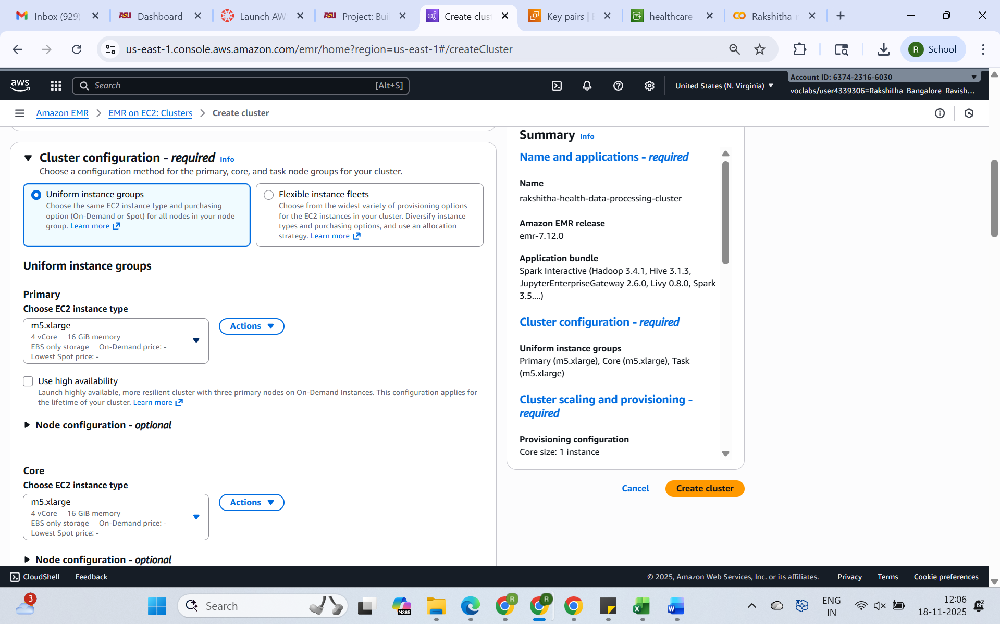 Inbox (929)
Dashboard
Launch AW
Project: Bui
Create clus
Key pairs |
healthcare-
Rakshitha_r
us-east-1.console.aws.amazon.com/emr/home?region=us-east-1#/createCluster
R
School
aws
Search
[Alt+S]
United States (N. Virginia)
Account ID: 6374-2316-6030
voclabs/user4339306=Rakshitha_Bangalore_Ravish...
Amazon EMR
EMR on EC2: Clusters
Create cluster
Cluster configuration - required Info
Choose a configuration method for the primary, core, and task node groups for your cluster.
Uniform instance groups
Choose the same EC2 instance type and purchasing
option (On-Demand or Spot) for all nodes in your node
group. Learn more
Flexible instance fleets
Choose from the widest variety of provisioning options
for the EC2 instances in your cluster. Diversify instance
types and purchasing options, and use an allocation
strategy. Learn more
Uniform instance groups
Primary
Choose EC2 instance type
m5.xlarge
4 vCore 16 GiB memory
EBS only storage On-Demand price: -
Lowest Spot price: -
Actions
Use high availability
Launch highly available, more resilient cluster with three primary nodes on On-Demand Instances. This configuration applies for
the lifetime of your cluster. Learn more
Node configuration - optional
Core
Choose EC2 instance type
m5.xlarge
4 vCore 16 GiB memory
EBS only storage On-Demand price: -
Lowest Spot price: -
Actions
Node configuration - optional
Summary Info
Name and applications - required
Name
rakshitha-health-data-processing-cluster
Amazon EMR release
emr-7.12.0
Application bundle
Spark Interactive (Hadoop 3.4.1, Hive 3.1.3,
JupyterEnterpriseGateway 2.6.0, Livy 0.8.0, Spark
3.5....)
Cluster configuration - required
Uniform instance groups
Primary (m5.xlarge), Core (m5.xlarge), Task
(m5.xlarge)
Cluster scaling and provisioning -
required
Provisioning configuration
Core size: 1 instance
Cancel
Create cluster
CloudShell
Feedback
© 2025, Amazon Web Services, Inc. or its affiliates.
Privacy
Terms
Cookie preferences
3
Search
M365
R
R
ENG
IN
12:06
18-11-2025